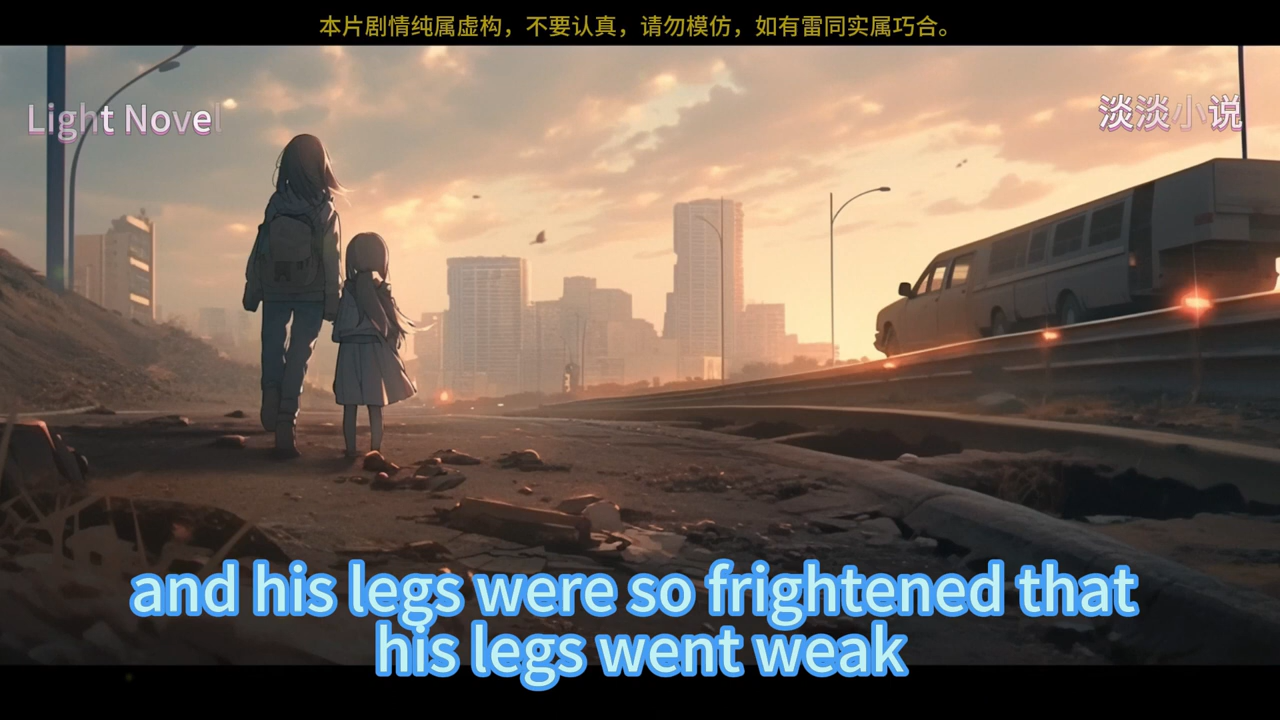 本片剧情纯属虚构，不要认真，请勿模仿，如有雷同实属巧合。
Light Novel
淡淡小说
and his legs were so frightened that
his legs went weak